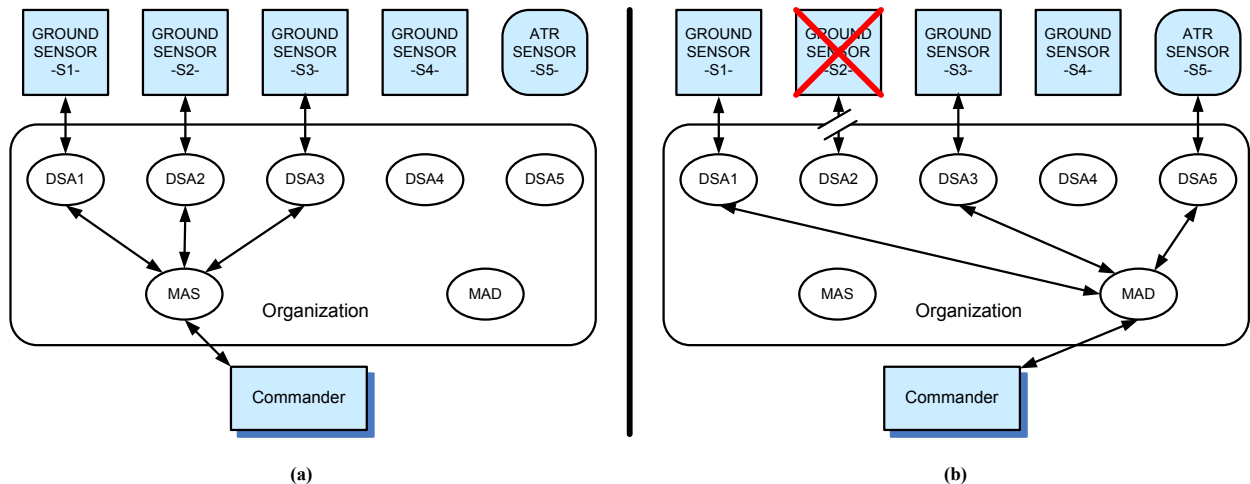 GROUND
SENSOR
-S1-
GROUND
SENSOR
-S2-
GROUND
SENSOR
-S3-
GROUND
SENSOR
-S4-
ATR
SENSOR
-S5-
DSA1
DSA2
DSA3
DSA4
DSA5
MAS
MAD
Organization
Commander
(a)
GROUND
SENSOR
-S1-
GROUND
SENSOR
-S2-
GROUND
SENSOR
-S3-
GROUND
SENSOR
-S4-
ATR
SENSOR
-S5-
DSA1
DSA2
DSA3
DSA4
DSA5
MAS
MAD
Organization
Commander
(b)